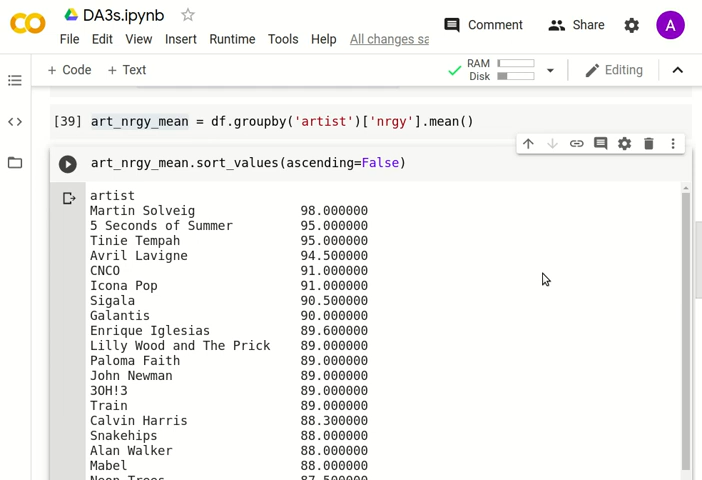 DA3s.ipynb
Comment
Share
A
File Edit View Insert Runtime Tools Help All changes sa
+ Code + Text
RAM
Disk
Editing
[39] art_nrgy_mean = df.groupby('artist')['nrgy'].mean()
art_nrgy_mean.sort_values(ascending=False)
artist
Martin Solveig 98.000000
5 Seconds of Summer 95.000000
Tinie Tempah 95.000000
Avril Lavigne 94.500000
CNCO 91.000000
Icona Pop 91.000000
Sigala 90.500000
Galantis 90.000000
Enrique Iglesias 89.600000
Lilly Wood and The Prick 89.000000
Paloma Faith 89.000000
John Newman 89.000000
3OH!3 89.000000
Train 89.000000
Calvin Harris 88.300000
Snakehips 88.000000
Alan Walker 88.000000
Mabel 88.000000
Neon Trees 87.500000